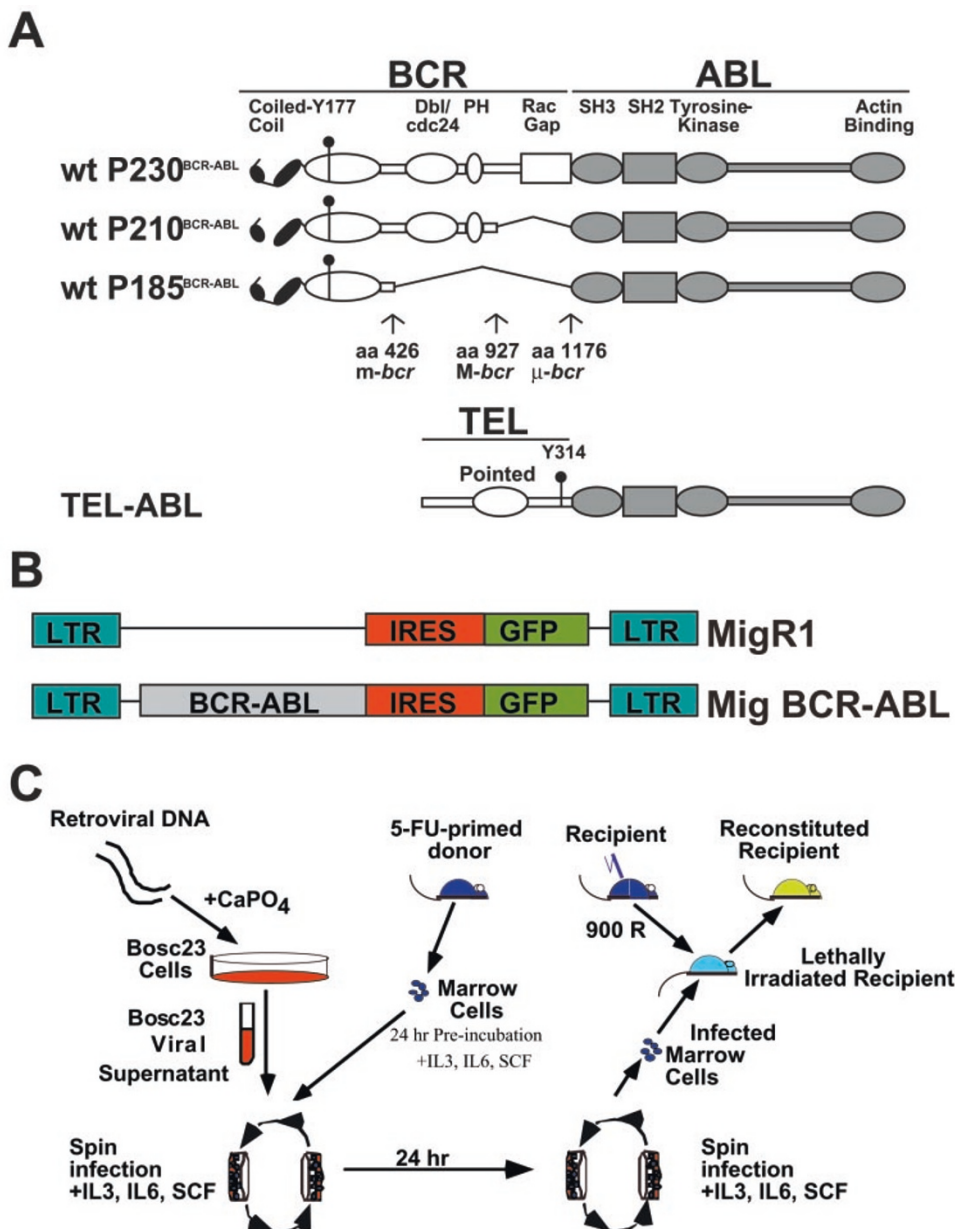 A
BCR ABL
Coiled-Y177 Dbl/ PH Rac SH3 SH2 Tyrosine- Actin
Coil cdc24 Gap Kinase Binding
wt P230BCR-ABL
wt P210BCR-ABL
wt P185BCR-ABL
aa 426 aa 927 aa 1176
m-bcr M-bcr μ-bcr
TEL
Y314
Pointed
TEL-ABL
B
LTR IRES GFP LTR MigR1
LTR BCR-ABL IRES GFP LTR Mig BCR-ABL
C
Retroviral DNA
+CaPO4
Bosc23
Cells
Bosc23
Viral
Supernatant
5-FU-primed
donor
Marrow
Cells
24 hr Pre-incubation
+IL3, IL6, SCF
Spin
infection
+IL3, IL6, SCF
24 hr
Spin
infection
+IL3, IL6, SCF
Infected
Marrow
Cells
Recipient
900 R
Lethally
Irradiated Recipient
Reconstituted
Recipient